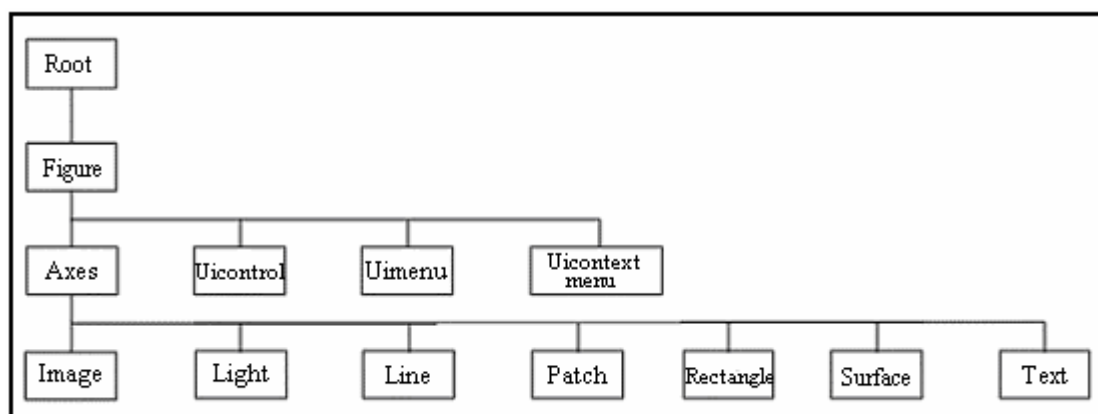 Root
Figure
Axes
Uicontrol
Uimenu
Uicontext
menu
Image
Light
Line
Patch
Rectangle
Surface
Text